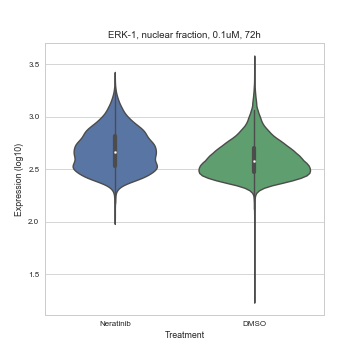 ERK-1, nuclear fraction, 0.1uM, 72h
3.5
3.0
2.5
2.0
1.5
Expression (log10)
Neratinib DMSO
Treatment